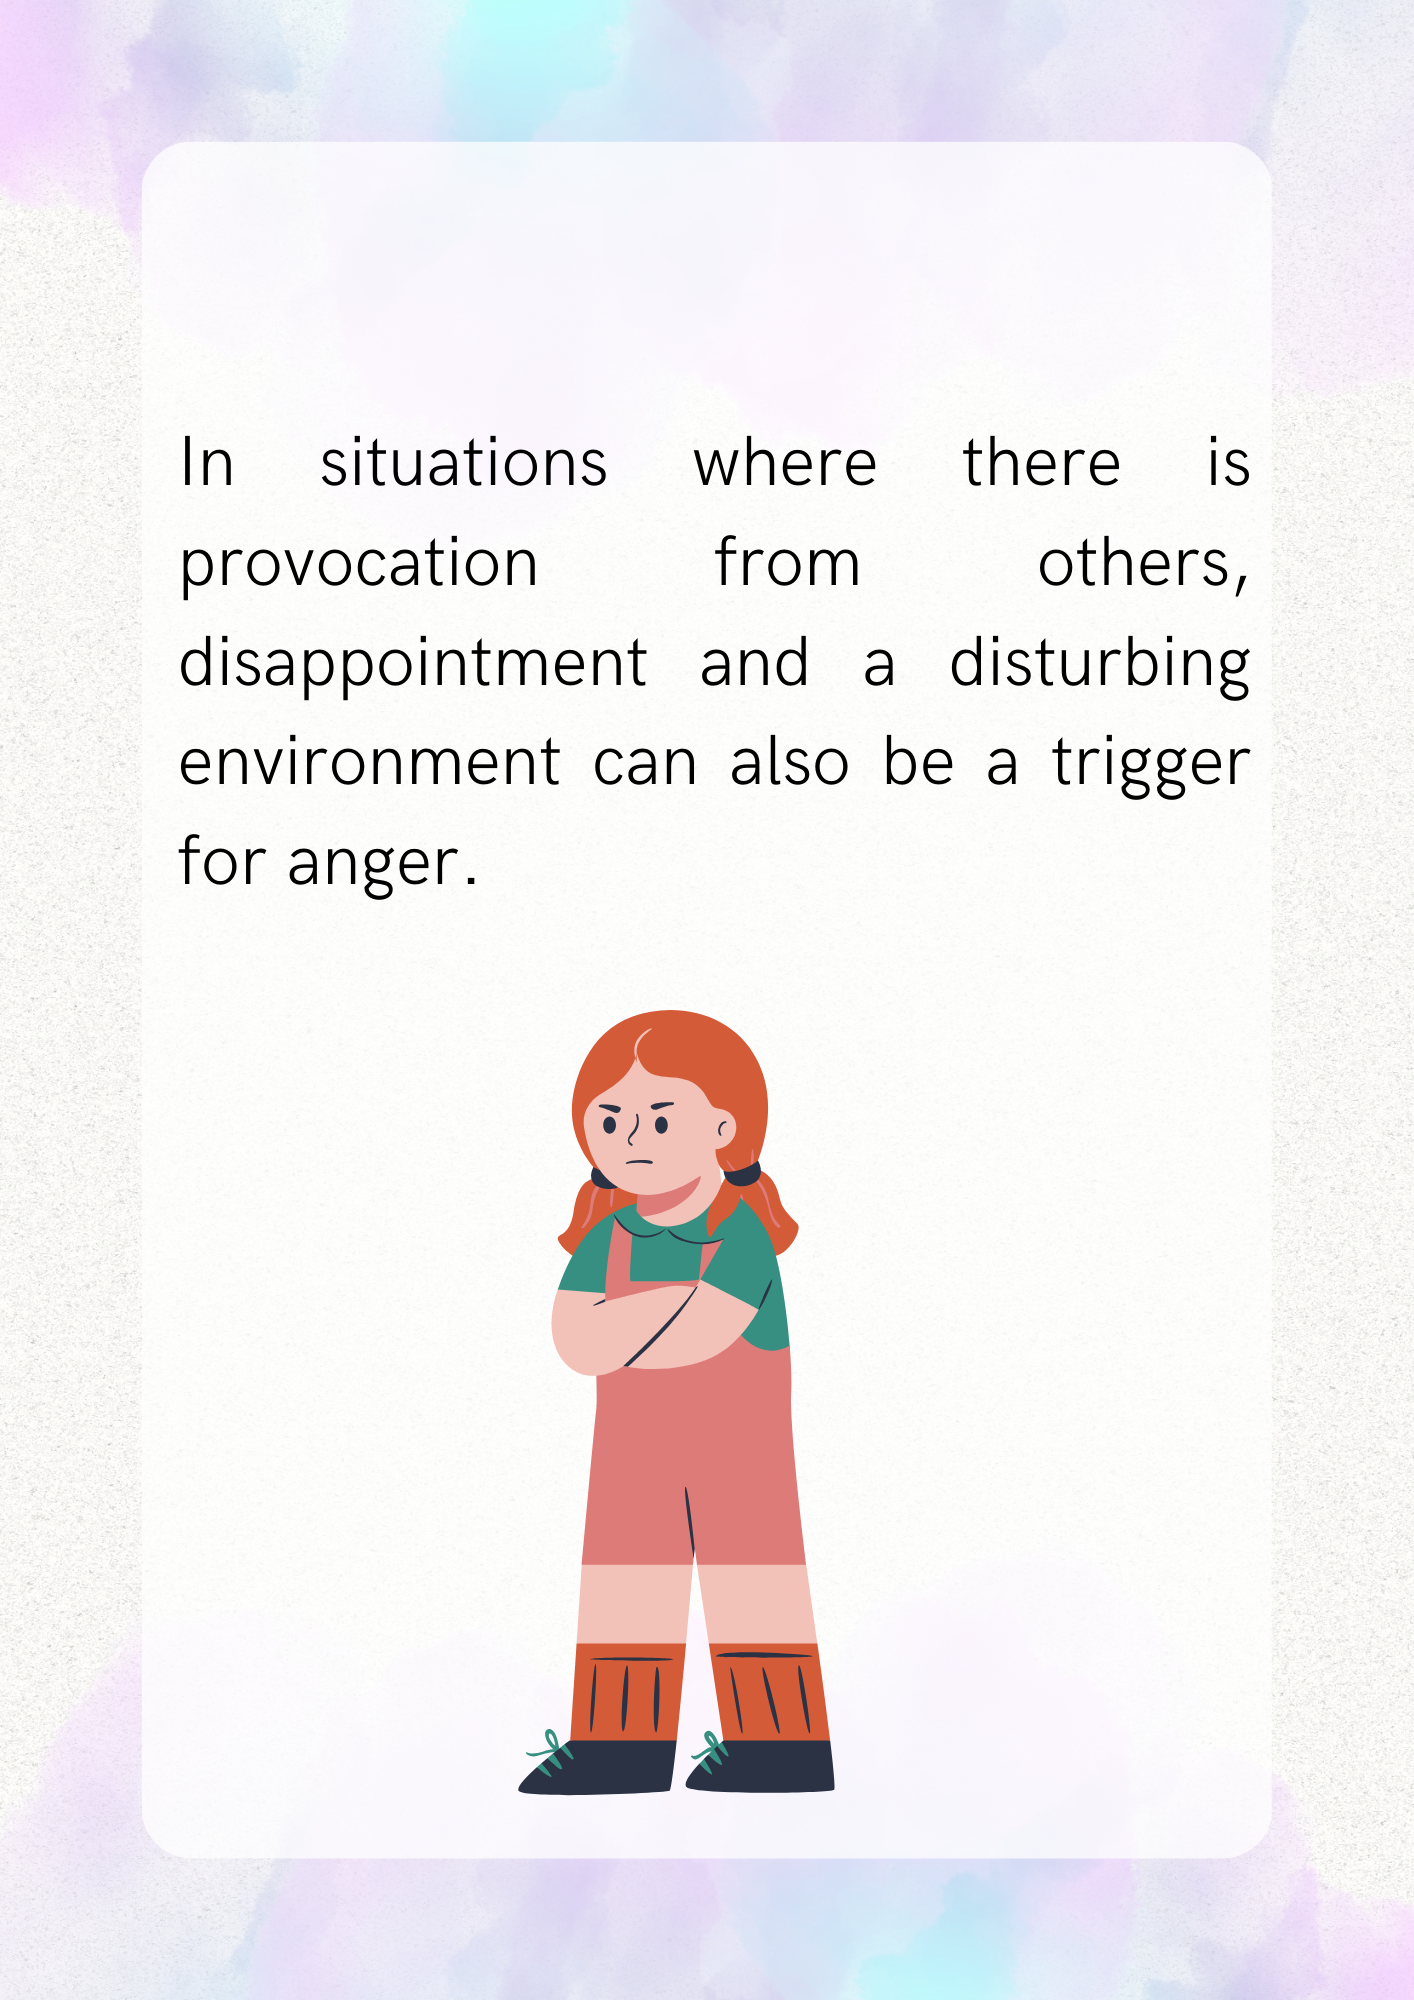 In situations where there is
provocation from others,
disappointment and a disturbing
environment can also be a trigger
for anger.